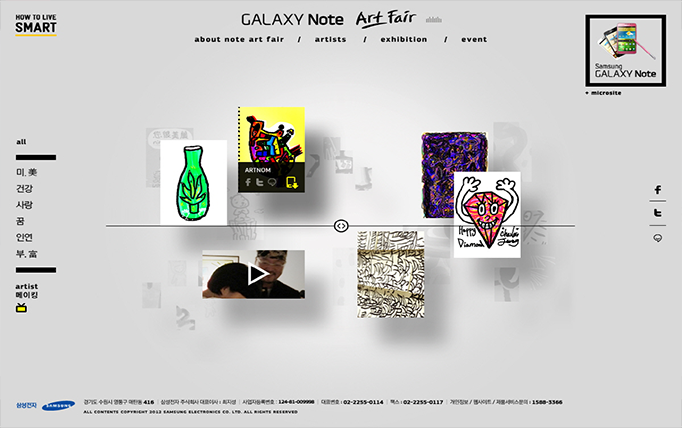 HOW TO LIVE
SMART
GALAXY Note Art Fair
about note art fair / artists / exhibition / event
Samsung
GALAXY Note
microsite
all
미, 美
건강
사랑
꿈
인연
부, 富
artist
메이킹
ARTNOM
Happy
Diamond
삼성전자 SAMSUNG
경기도 수원시 영통구 매탄동 416 | 삼성전자 주식회사 대표이사 : 최지성 | 사업자등록번호 : 124-81-009998 | 대표번호 : 02-2255-0114 | 팩스 : 02-2255-0117 | 개인정보 / 웹사이트 / 제품서비스문의 : 1588-3366
ALL CONTENTS COPYRIGHT 2012 SAMSUNG ELECTRONICS CO. LTD. ALL RIGHTS RESERVED